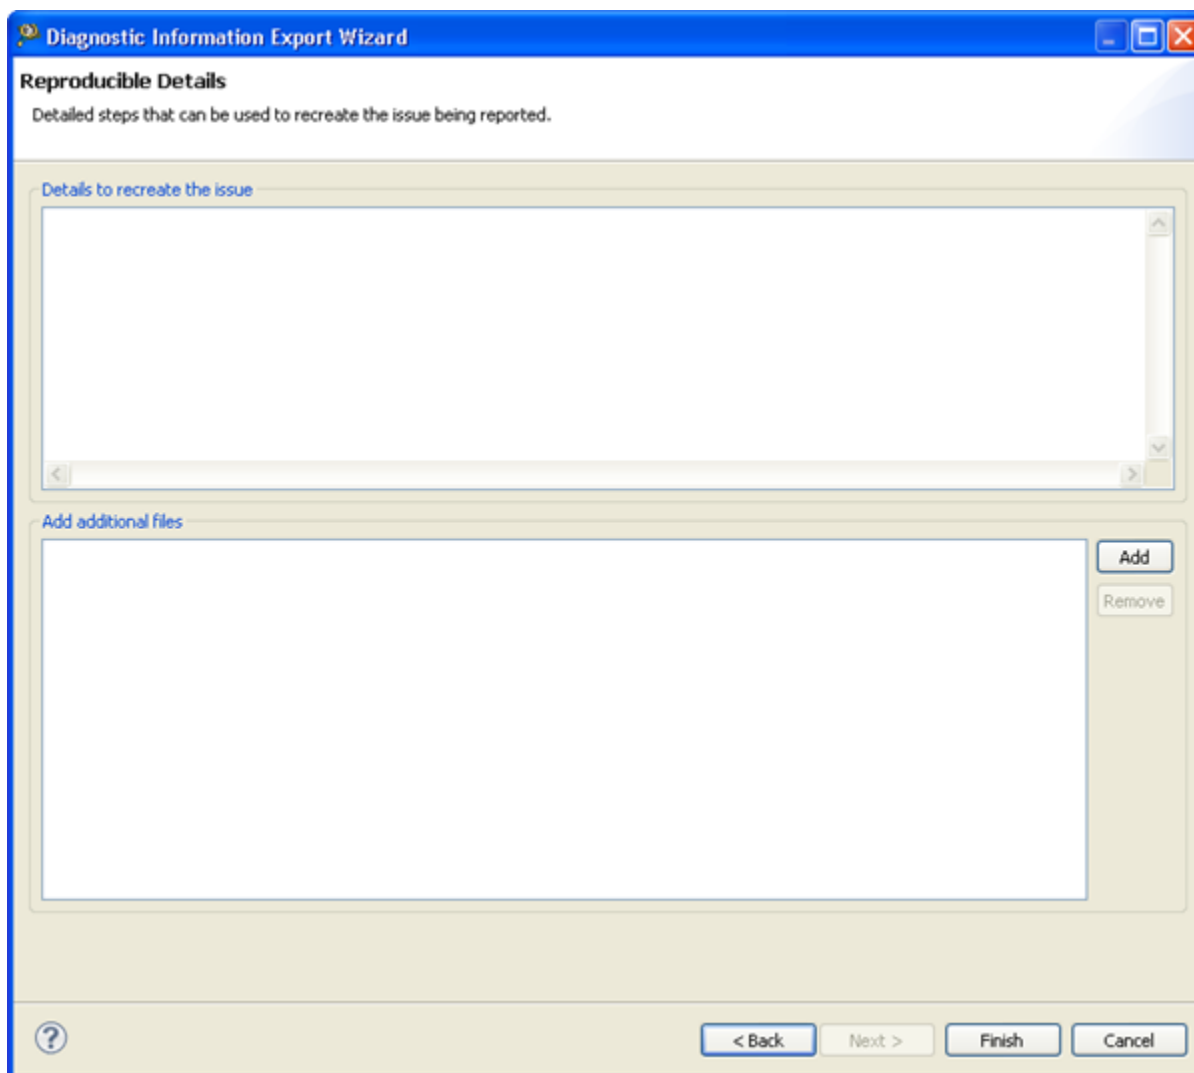 Diagnostic Information Export Wizard
Reproducible Details
Detailed steps that can be used to recreate the issue being reported.
Details to recreate the issue
Add additional files
Add
Remove
?
< Back Next > Finish Cancel